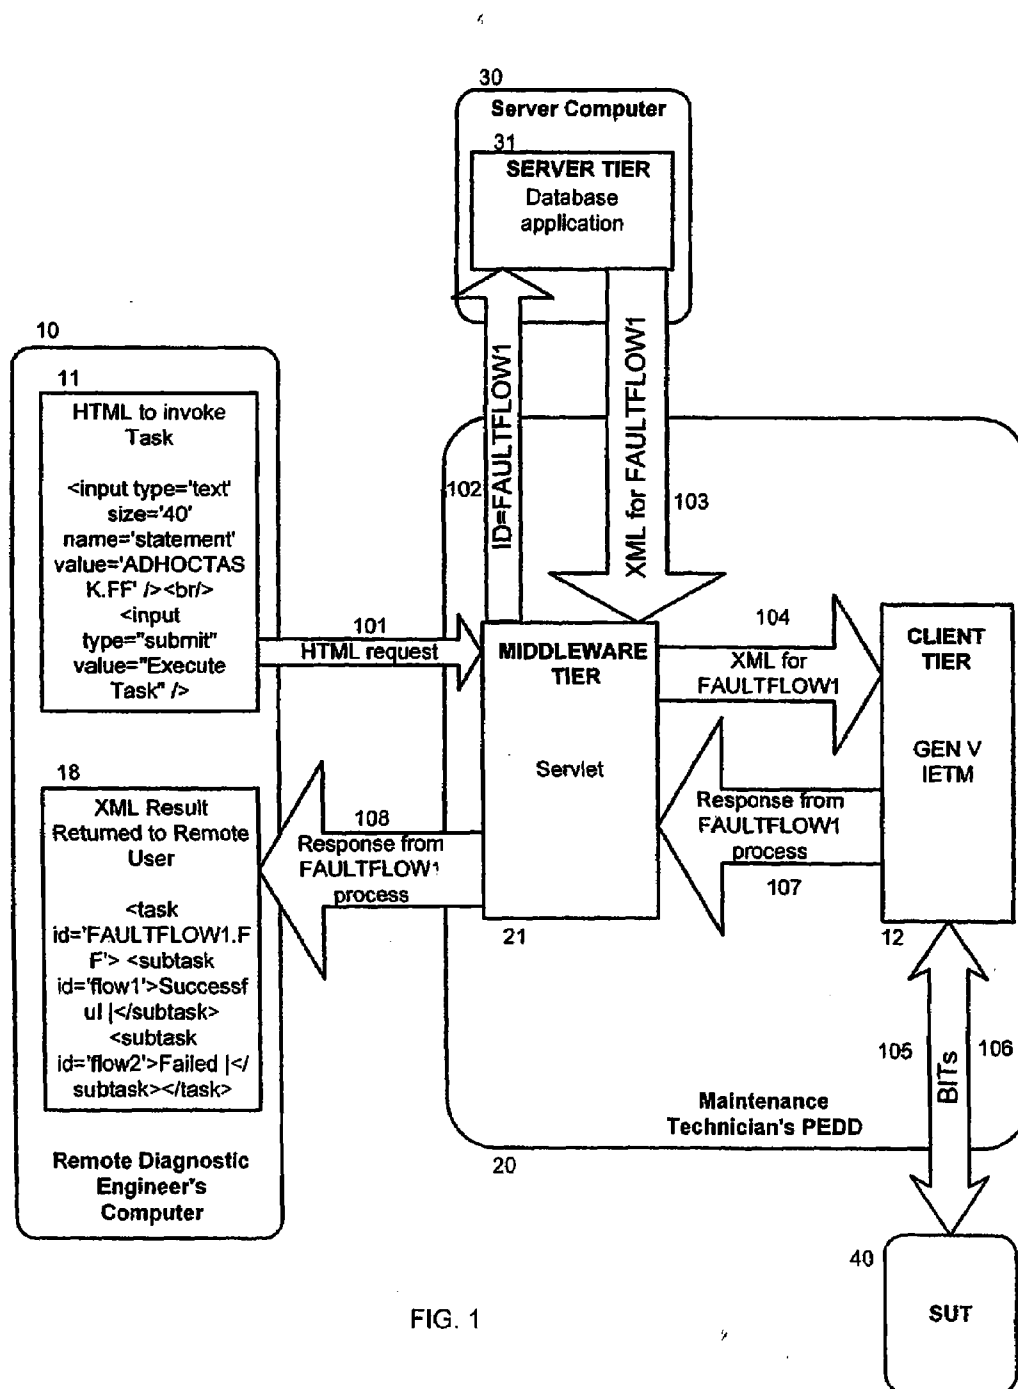 30
Server Computer
31
SERVER TIER
Database
application
ID=FAULTFLOW1
102
XML for FAULTFLOW1
103
10
11
HTML to invoke
Task
<input type='text'
size='40'
name='statement'
value='ADHOCTAS
K.FF' /><br/>
<input
type="submit"
value="Execute
Task" />
101
HTML request
MIDDLEWARE
TIER
Servlet
21
104
XML for
FAULTFLOW1
CLIENT
TIER
GEN V
IETM
12
Response from
FAULTFLOW1
process
107
108
Response from
FAULTFLOW1
process
18
XML Result
Returned to Remote
User
<task
id='FAULTFLOW1.F
F'> <subtask
id='flow1'>Successf
ul |</subtask>
<subtask
id='flow2'>Failed |</
subtask></task>
Remote Diagnostic
Engineer's
Computer
105
BITs
106
Maintenance
Technician's PEDD
20
40
SUT
FIG. 1